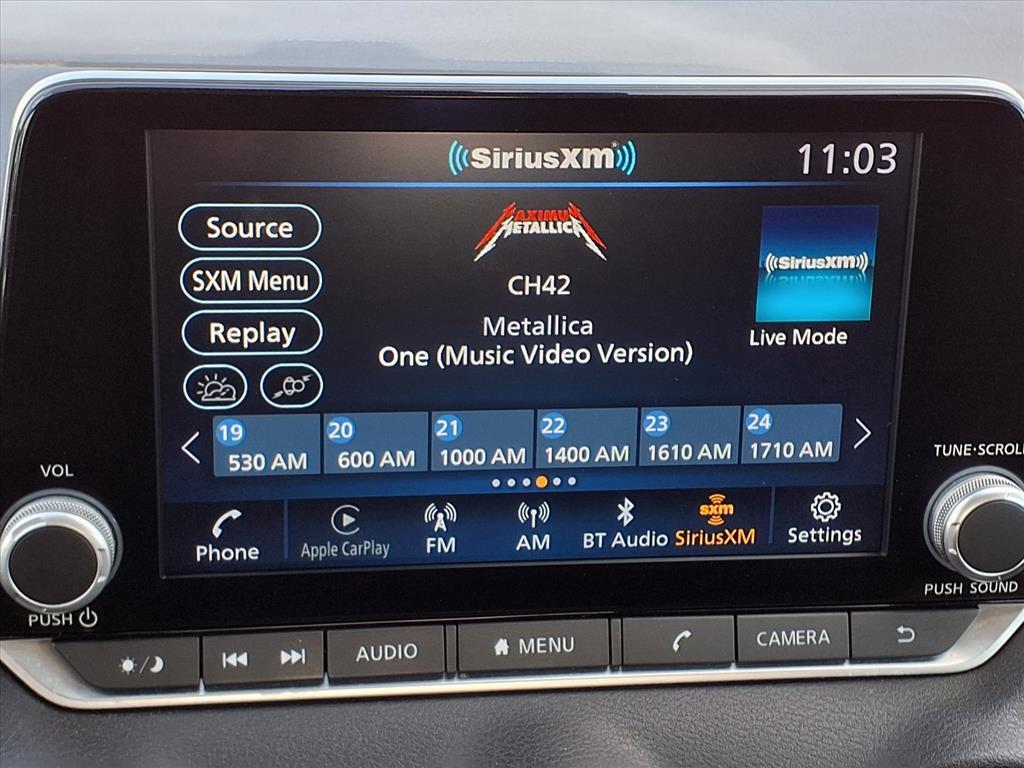 SiriusXM
11:03
Source
SXM Menu
Replay
MAXIMUM
METALLICA
CH42
Metallica
One (Music Video Version)
SiriusXM
Live Mode
19 530 AM
20 600 AM
21 1000 AM
22 1400 AM
23 1610 AM
24 1710 AM
Phone
Apple CarPlay
FM
AM
BT Audio
sxm
SiriusXM
Settings
VOL
PUSH
TUNE·SCROLL
PUSH SOUND
AUDIO
MENU
CAMERA